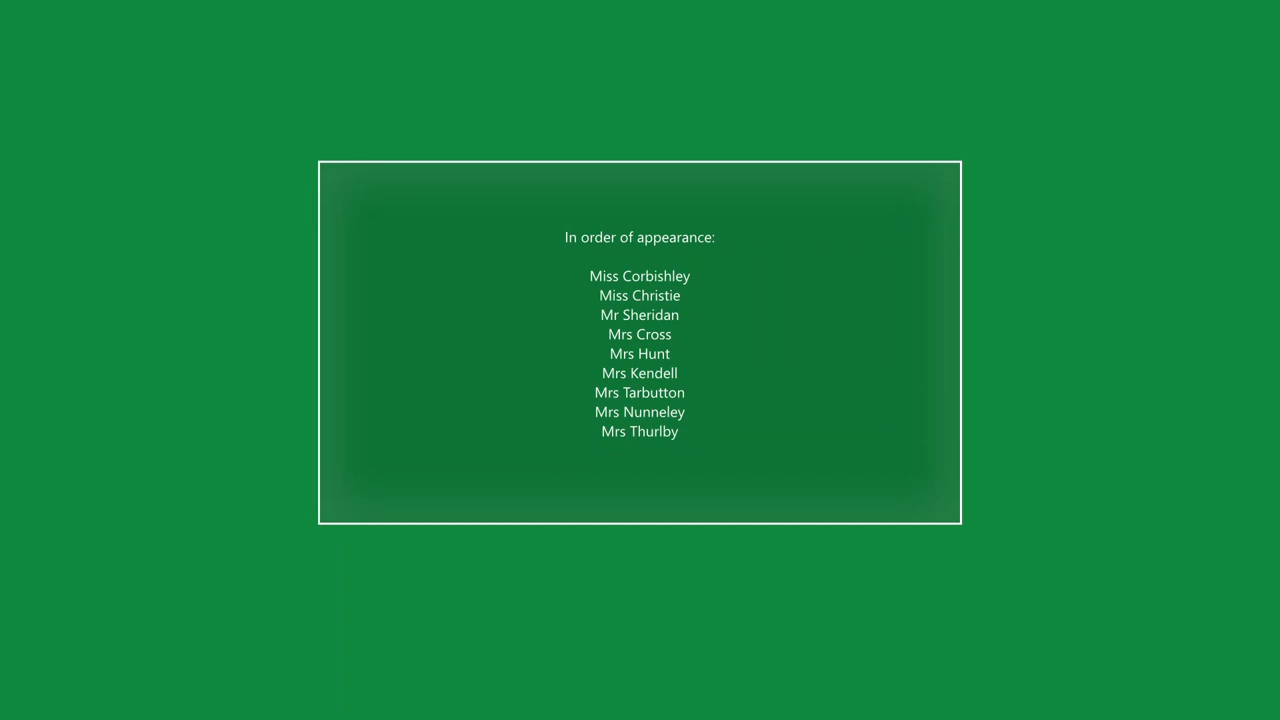 In order of appearance:
Miss Corbishley
Miss Christie
Mr Sheridan
Mrs Cross
Mrs Hunt
Mrs Kendell
Mrs Tarbutton
Mrs Nunneley
Mrs Thurlby